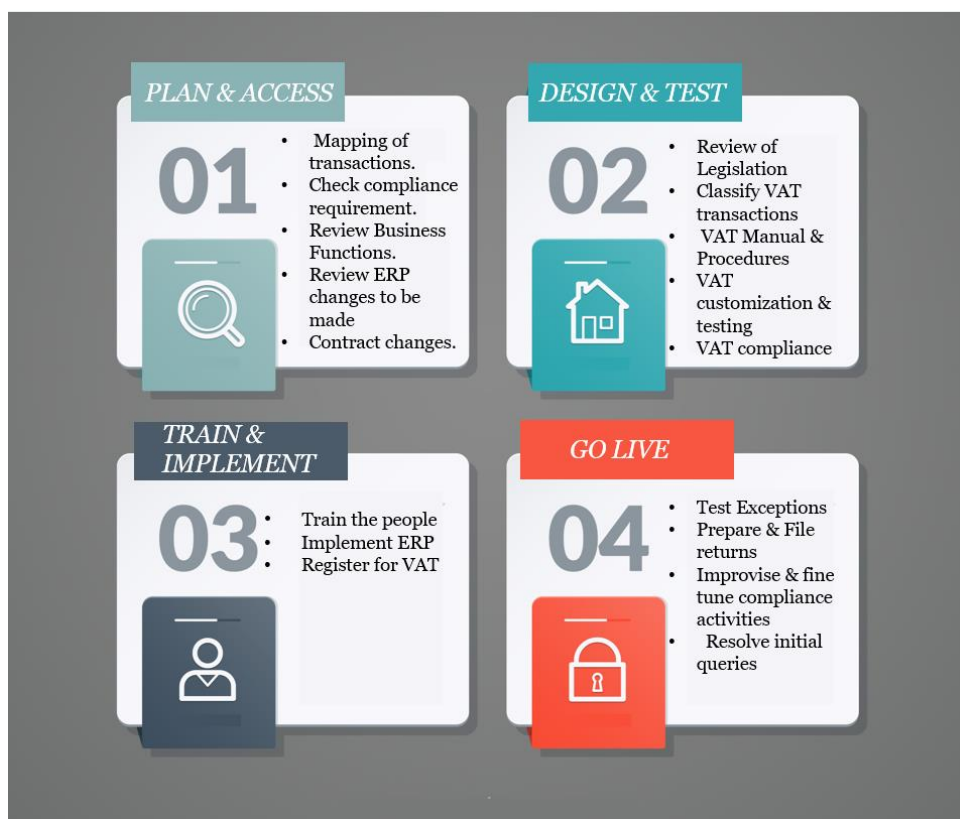 PLAN & ACCESS
01
• Mapping of
transactions.
• Check compliance
requirement.
• Review Business
Functions.
• Review ERP
changes to be
made
• Contract changes.
DESIGN & TEST
02
• Review of
Legislation
• Classify VAT
transactions
• VAT Manual &
Procedures
• VAT
customization &
testing
• VAT compliance
TRAIN &
IMPLEMENT
03
• Train the people
• Implement ERP
• Register for VAT
GO LIVE
04
• Test Exceptions
• Prepare & File
returns
• Improvise & fine
tune compliance
activities
• Resolve initial
queries